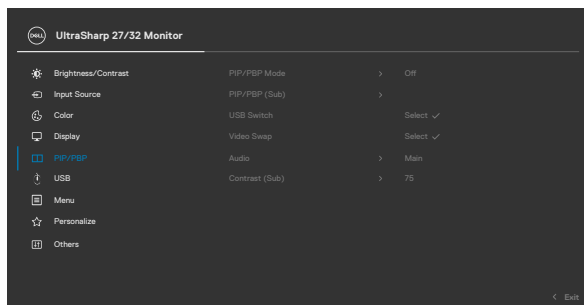 DELL UltraSharp 27/32 Monitor
Brightness/Contrast PIP/PBP Mode > Off
Input Source PIP/PBP (Sub) >
Color USB Switch Select ✓
Display Video Swap Select ✓
PIP/PBP Audio > Main
USB Contrast (Sub) > 75
Menu
Personalize
Others
< Exit